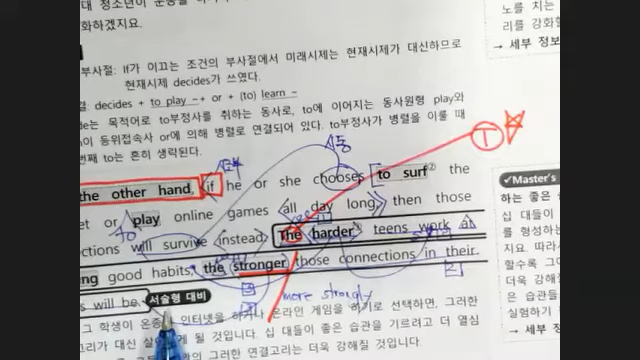 대 청소년이 운동을
화하겠지요.
부사절: If가 이끄는 조건의 부사절에서 미래시제는 현재시제가 대신하므로
현재시제 decides가 쓰였다.
decides + to play ~ + or + (to) learn ~
는 목적어로 to부정사를 취하는 동사로, to에 이어지는 동사원형 play와
이 등위접속사 or에 의해 병렬로 연결되어 있다. to부정사가 병렬을 이룰 때
번째 to는 흔히 생략된다.
the other hand, if he or she chooses to surf② the
or play online games all day long, then those
to
ctions will survive instead. The harder teens work at
ing good habits, the stronger those connections in their
s will be. 서술형 대비
more strongly
그 학생이 온종일 인터넷을 하거나 온라인 게임을 하기로 선택하면, 그러한
고리가 대신 살아남게 될 것입니다. 십 대들이 좋은 습관을 기르려고 더 열심
그러한 연결고리는 더욱 강해질 것입니다.
노를 치는
리를 강화할
→ 세부 정보
T
✓Master's
하는 좋은
십 대들이
를 형성하는
지요. 따라
할수록 그
더욱 강해
은 습관을
실험하기
→ 세부